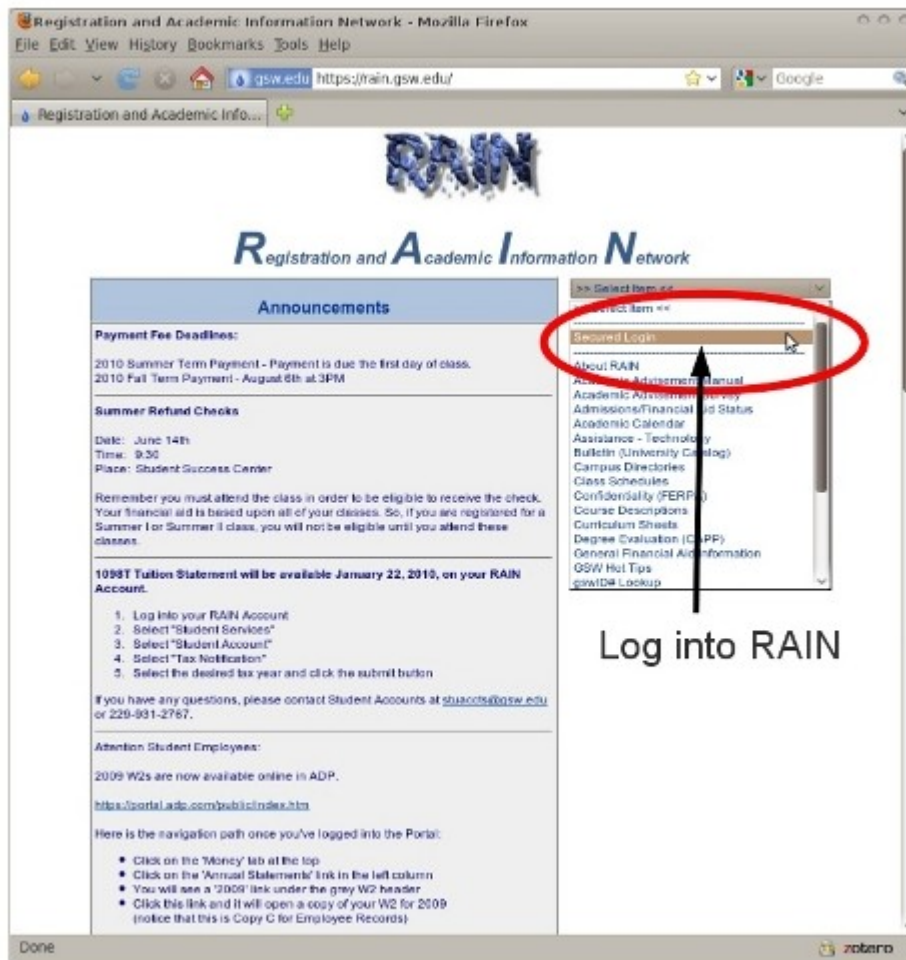 Registration and Academic Information Network - Mozilla Firefox
File Edit View History Bookmarks Tools Help
gsw.edu https://rain.gsw.edu/
Google
Registration and Academic Info...
RAIN
Registration and Academic Information Network
Announcements
Payment Fee Deadlines:
2010 Summer Term Payment - Payment is due the first day of class.
2010 Fall Term Payment - August 6th at 3PM
Summer Refund Checks
Date: June 14th
Time: 9:30
Place: Student Success Center
Remember you must attend the class in order to be eligible to receive the check.
Your financial aid is based upon all of your classes. So, if you are registered for a
Summer I or Summer II class, you will not be eligible until you attend these
classes.
1098T Tuition Statement will be available January 22, 2010, on your RAIN
Account.
1. Log into your RAIN Account
2. Select "Student Services"
3. Select "Student Account"
4. Select "Tax Notification"
5. Select the desired tax year and click the submit button
If you have any questions, please contact Student Accounts at stuaccts@gsw.edu
or 229-931-2767.
Attention Student Employees:
2009 W2s are now available online in ADP.
https://portal.adp.com/public/index.htm
Here is the navigation path once you've logged into the Portal:
Click on the 'Money' tab at the top
Click on the 'Annual Statements' link in the left column
You will see a '2009' link under the grey W2 header
Click this link and it will open a copy of your W2 for 2009
(notice that this is Copy C for Employee Records)
>> Select Item <<
>> Select Item <<
Secured Login
About RAIN
Academic Advisement Manual
Academic Advisement Survey
Admissions/Financial Aid Status
Academic Calendar
Assistance - Technology
Bulletin (University Catalog)
Campus Directories
Class Schedules
Confidentiality (FERPA)
Course Descriptions
Curriculum Sheets
Degree Evaluation (CAPP)
General Financial Aid Information
GSW Hot Tips
gswID# Lookup
Log into RAIN
Done
zotero